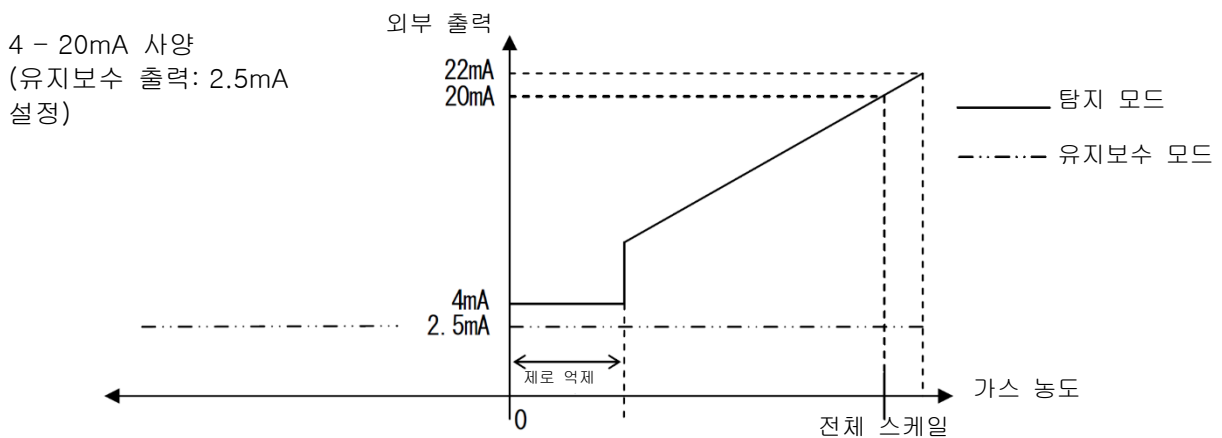 4 - 20mA 사양
(유지보수 출력: 2.5mA
설정)
외부 출력
22mA
20mA
탐지 모드
유지보수 모드
4mA
2.5mA
제로 억제
가스 농도
0
전체 스케일